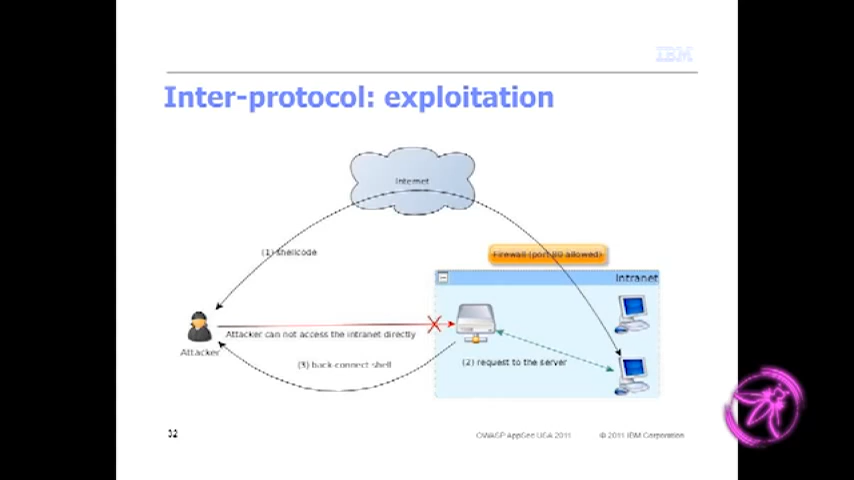 IBM
Inter-protocol: exploitation
Internet
(1) shellcode
Firewall (port 80 allowed)
Intranet
Attacker can not access the intranet directly
Attacker
(2) request to the server
(3) back-connect shell
32
OWASP AppSec USA 2011
© 2011 IBM Corporation